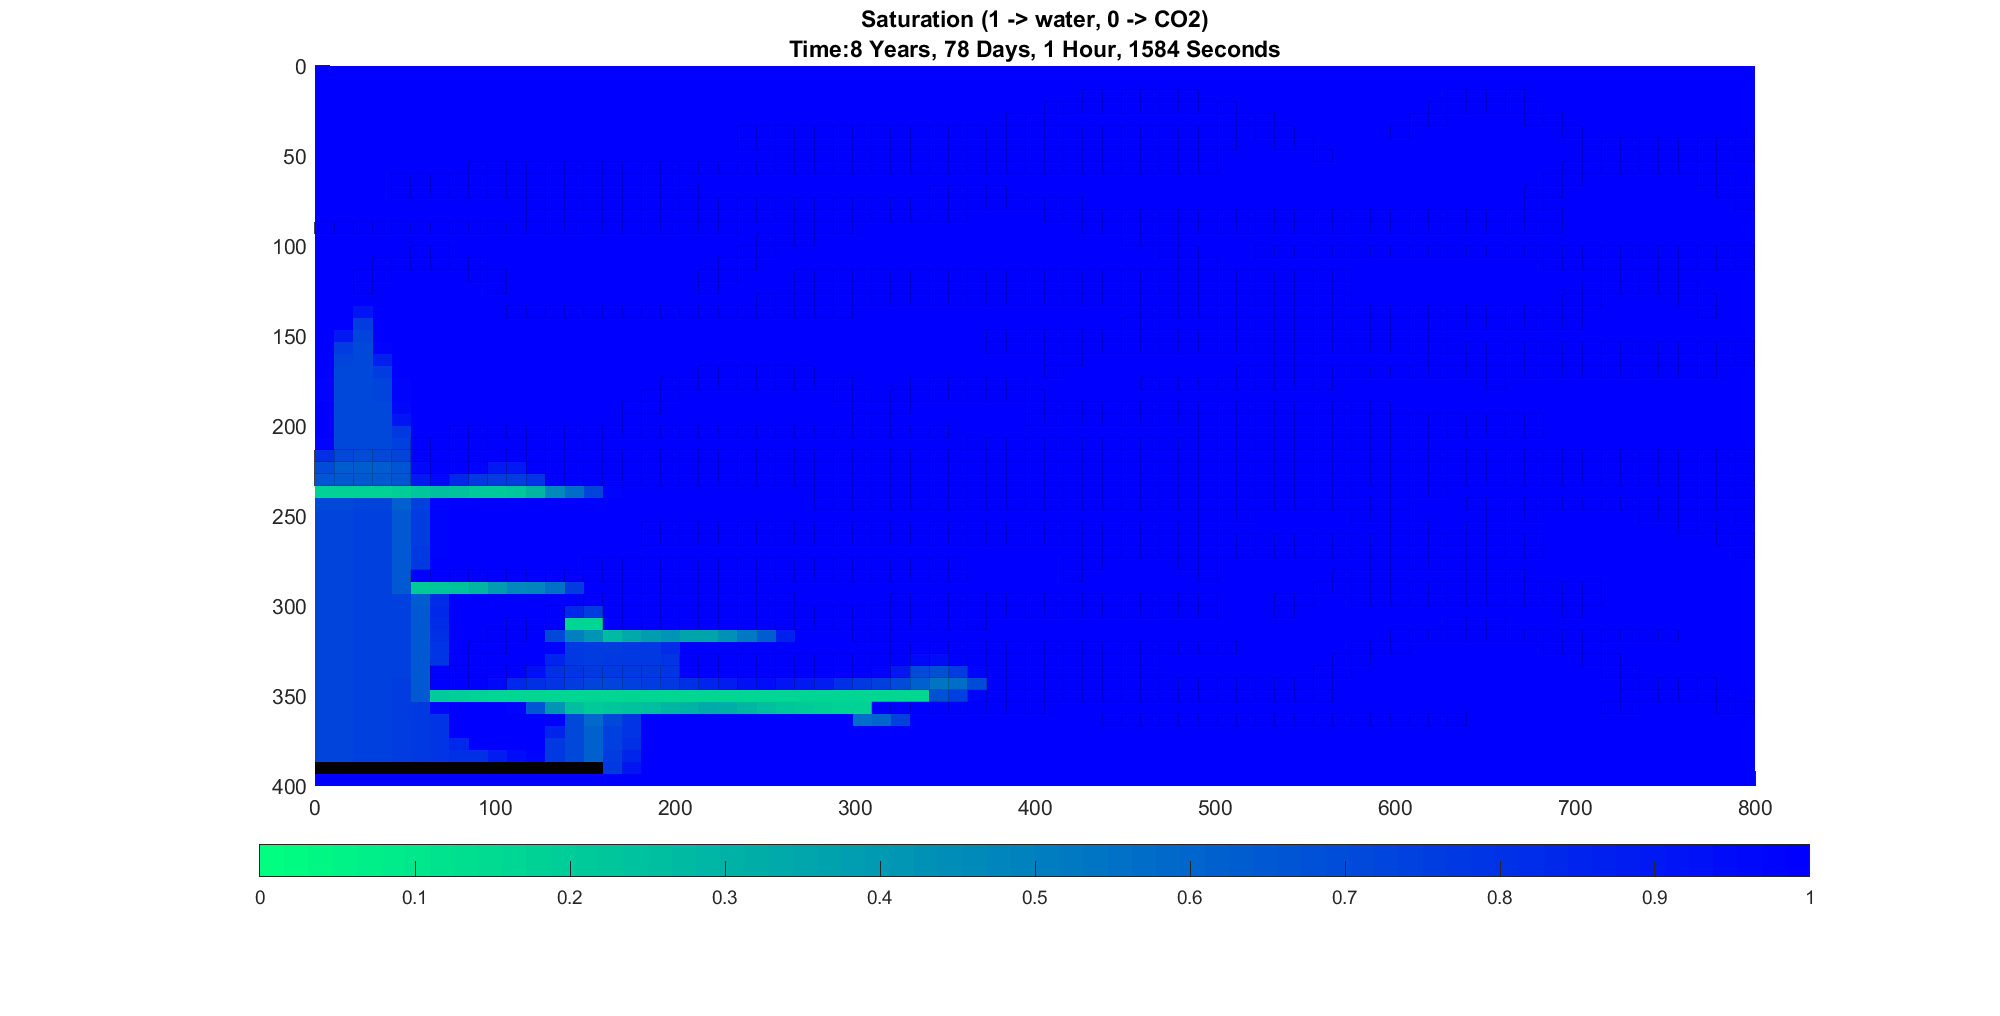 Saturation (1 -> water, 0 -> CO2)
Time:8 Years, 78 Days, 1 Hour, 1584 Seconds
0
50
100
150
200
250
300
350
400
0 100 200 300 400 500 600 700 800
0 0.1 0.2 0.3 0.4 0.5 0.6 0.7 0.8 0.9 1